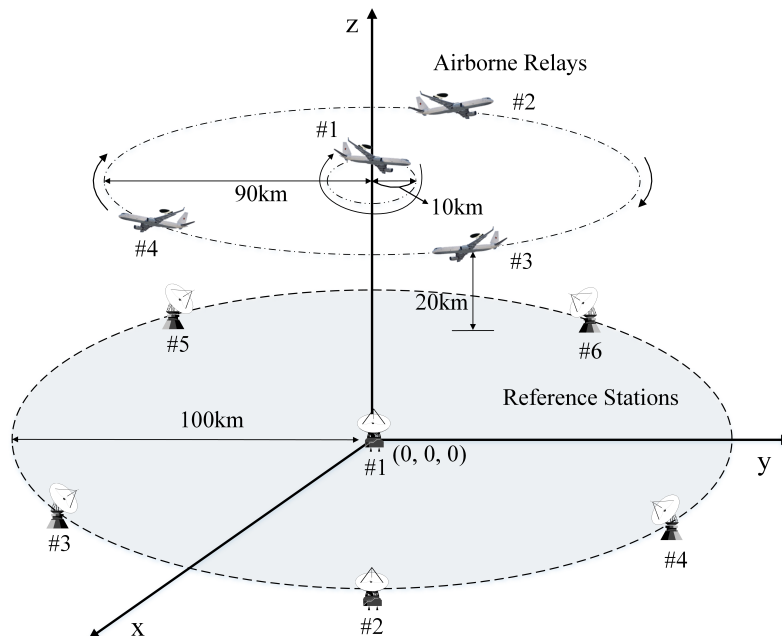 z
Airborne Relays
#2
#1
90km
10km
#4
#3
20km
#5
#6
Reference Stations
100km
#1
(0, 0, 0)
y
#3
#4
#2
x